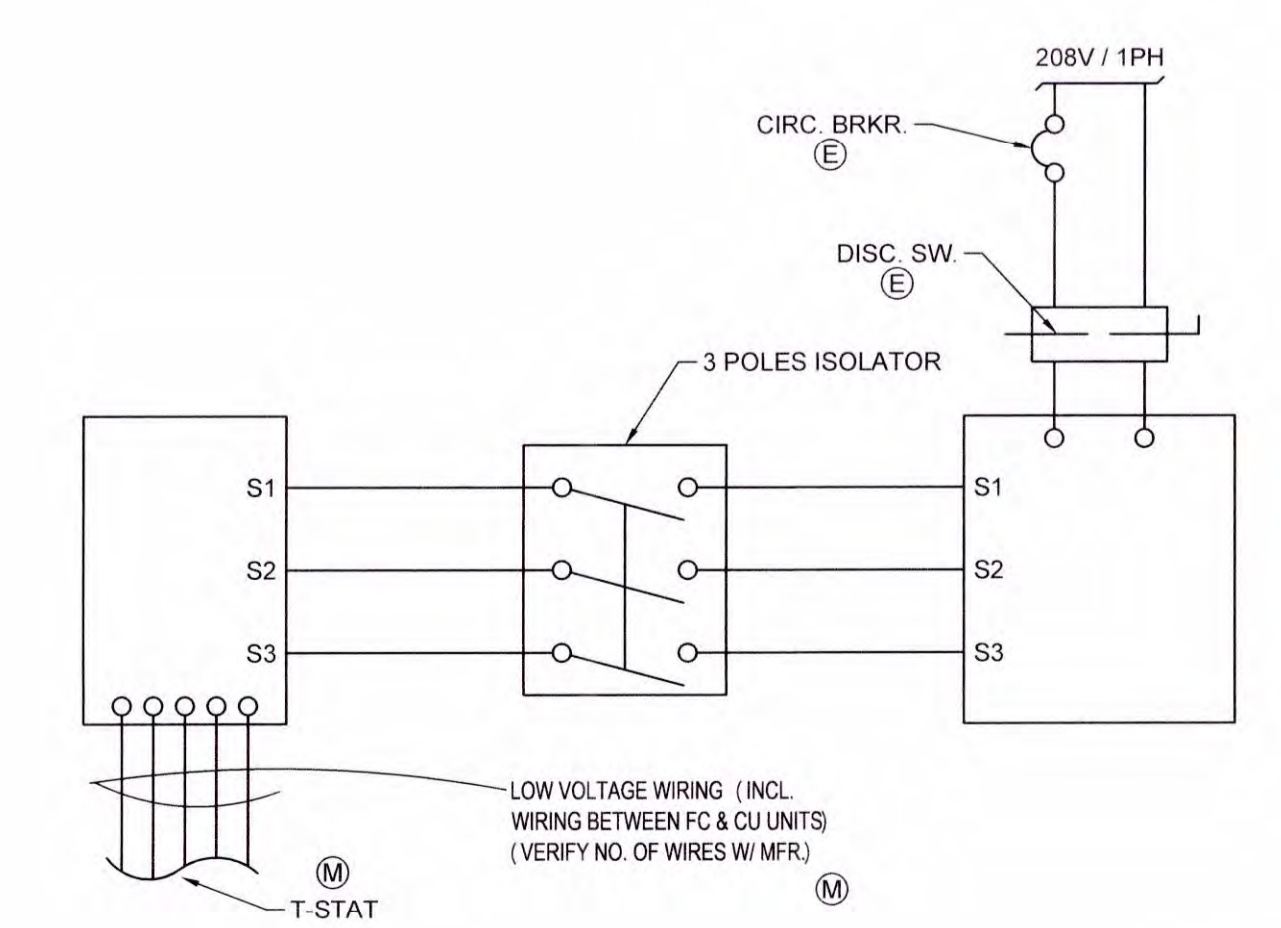 208V / 1PH
CIRC. BRKR.
E
DISC. SW.
E
3 POLES ISOLATOR
S1
S1
S2
S2
S3
S3
LOW VOLTAGE WIRING (INCL.
WIRING BETWEEN FC & CU UNITS)
(VERIFY NO. OF WIRES W/ MFR.)
M
M
T-STAT